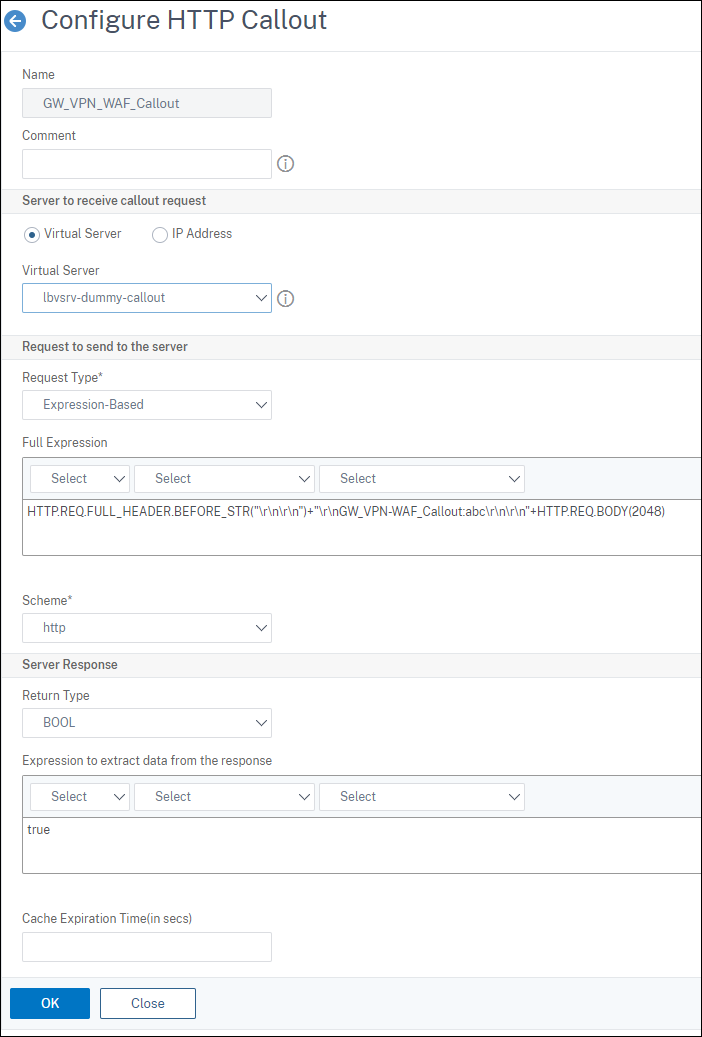 Configure HTTP Callout
Name
GW_VPN_WAF_Callout
Comment
Server to receive callout request
Virtual Server IP Address
Virtual Server
lbvsrv-dummy-callout
Request to send to the server
Request Type*
Expression-Based
Full Expression
Select Select Select
HTTP.REQ.FULL_HEADER.BEFORE_STR("\r\n\r\n")+"\r\nGW_VPN-WAF_Callout:abc\r\n\r\n"+HTTP.REQ.BODY(2048)
Scheme*
http
Server Response
Return Type
BOOL
Expression to extract data from the response
Select Select Select
true
Cache Expiration Time(in secs)
OK Close